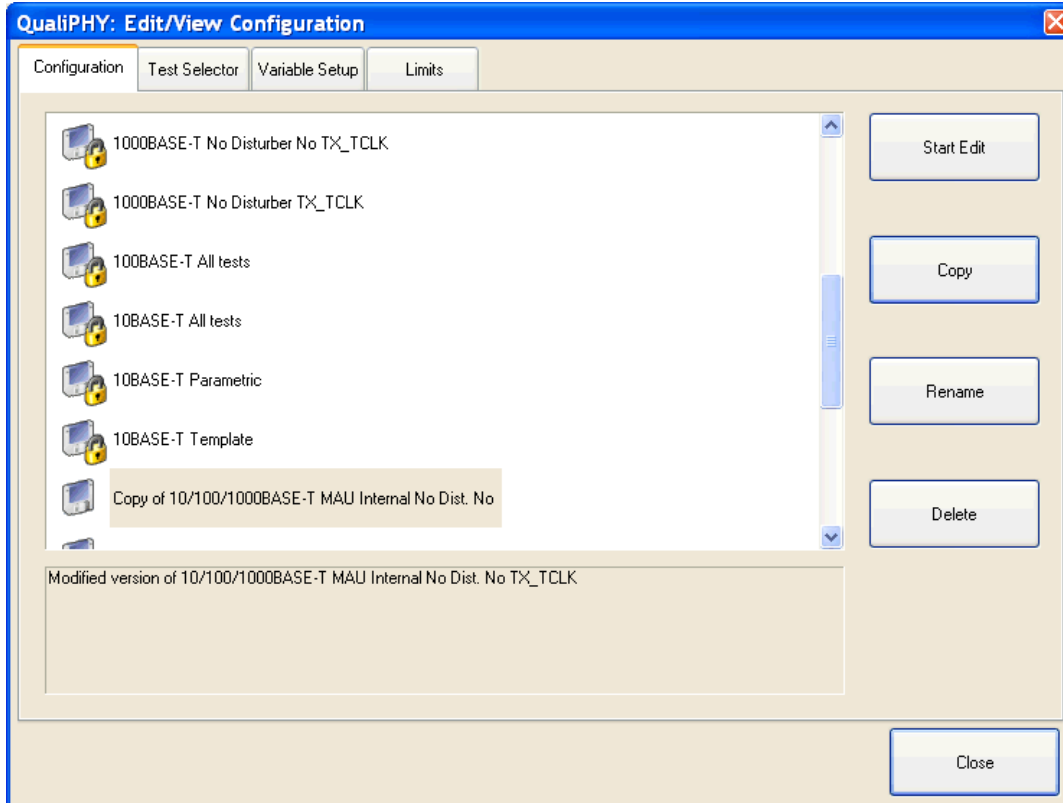 QualiPHY: Edit/View Configuration
Configuration
Test Selector
Variable Setup
Limits
1000BASE-T No Disturber No TX_TCLK
1000BASE-T No Disturber TX_TCLK
100BASE-T All tests
10BASE-T All tests
10BASE-T Parametric
10BASE-T Template
Copy of 10/100/1000BASE-T MAU Internal No Dist. No
Start Edit
Copy
Rename
Delete
Modified version of 10/100/1000BASE-T MAU Internal No Dist. No TX_TCLK
Close